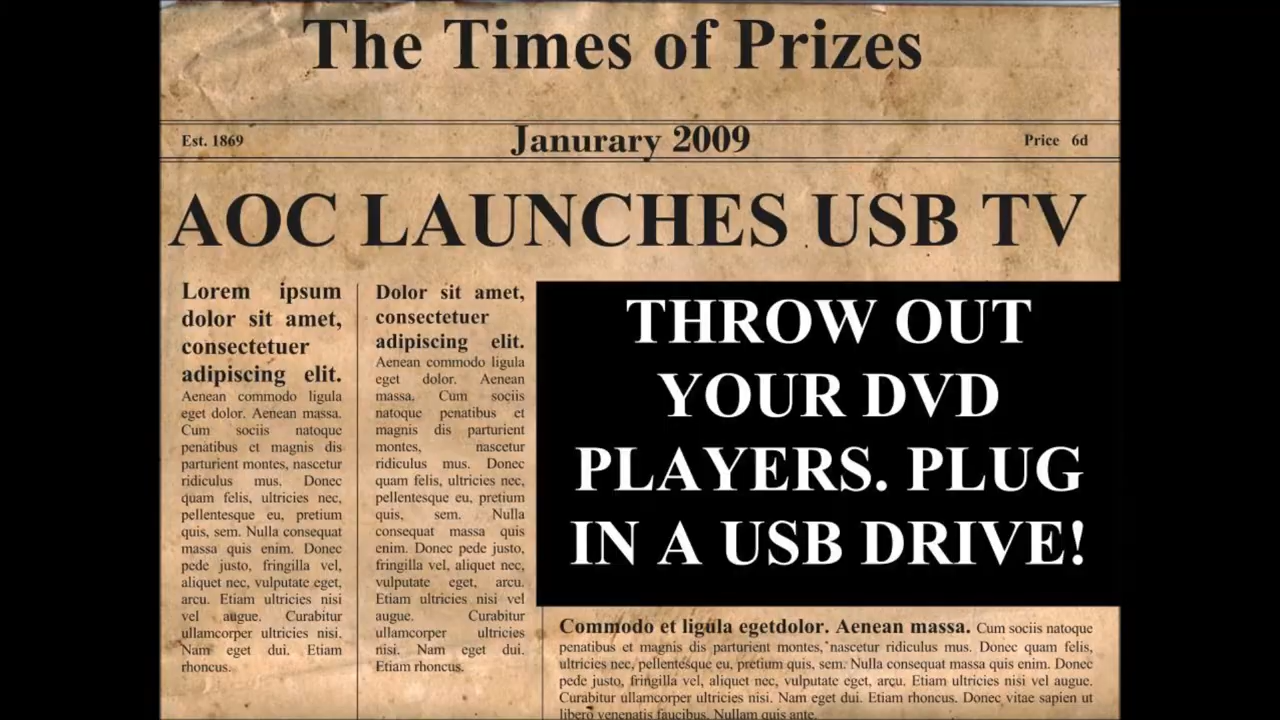 The Times of Prizes
Est. 1869
Janurary 2009
Price 6d
AOC LAUNCHES USB TV
Lorem ipsum
dolor sit amet,
consectetuer
adipiscing elit.
Aenean commodo ligula
eget dolor. Aenean massa.
Cum sociis natoque
penatibus et magnis dis
parturient montes, nascetur
ridiculus mus. Donec
quam felis, ultricies nec,
pellentesque eu, pretium
quis, sem. Nulla consequat
massa quis enim. Donec
pede justo, fringilla vel,
aliquet nec, vulputate eget,
arcu. Etiam ultricies nisi
vel augue. Curabitur
ullamcorper ultricies nisi.
Nam eget dui. Etiam
rhoncus.
Dolor sit amet,
consectetuer
adipiscing elit.
Aenean commodo ligula
eget dolor. Aenean
massa. Cum sociis
natoque penatibus et
magnis dis parturient
montes, nascetur
ridiculus mus. Donec
quam felis, ultricies nec,
pellentesque eu, pretium
quis, sem. Nulla
consequat massa quis
enim. Donec pede justo,
fringilla vel, aliquet nec,
vulputate eget, arcu.
Etiam ultricies nisi vel
augue. Curabitur
ullamcorper ultricies
nisi. Nam eget dui.
Etiam rhoncus.
THROW OUT
YOUR DVD
PLAYERS. PLUG
IN A USB DRIVE!
Commodo et ligula egetdolor. Aenean massa. Cum sociis natoque
penatibus et magnis dis parturient montes, nascetur ridiculus mus. Donec quam felis,
ultricies nec, pellentesque eu, pretium quis, sem. Nulla consequat massa quis enim. Donec
pede justo, fringilla vel, aliquet nec, vulputate eget, arcu. Etiam ultricies nisi vel augue.
Curabitur ullamcorper ultricies nisi. Nam eget dui. Etiam rhoncus. Donec vitae sapien ut
libero venenatis faucibus. Nullam quis ante.